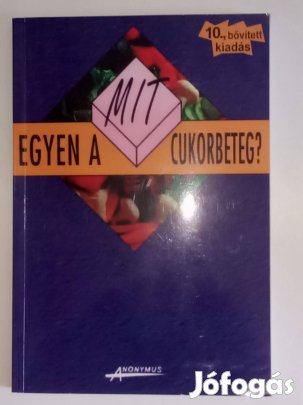 10., bővített
kiadás
MIT
EGYEN A CUKORBETEG?
ANONYMUS
Jófogás